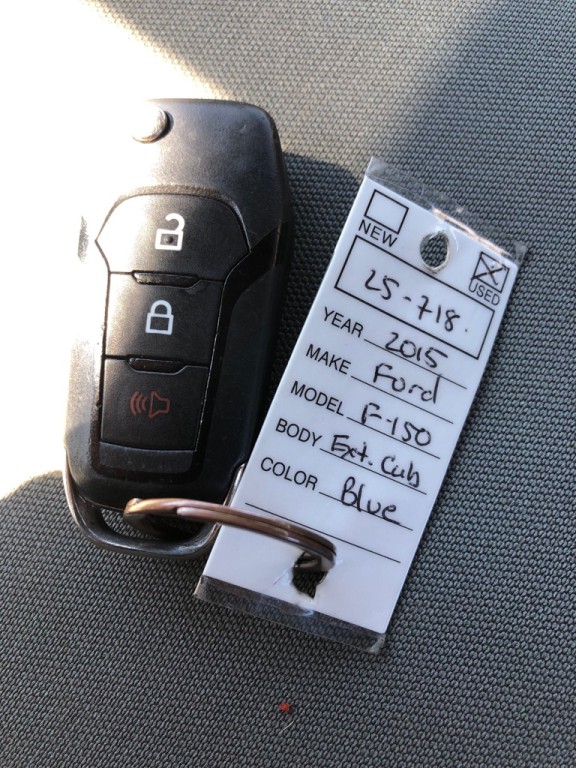 NEW
USED
25-718.
YEAR 2015
MAKE Ford
MODEL F-150
BODY Ext. Cab
COLOR Blue